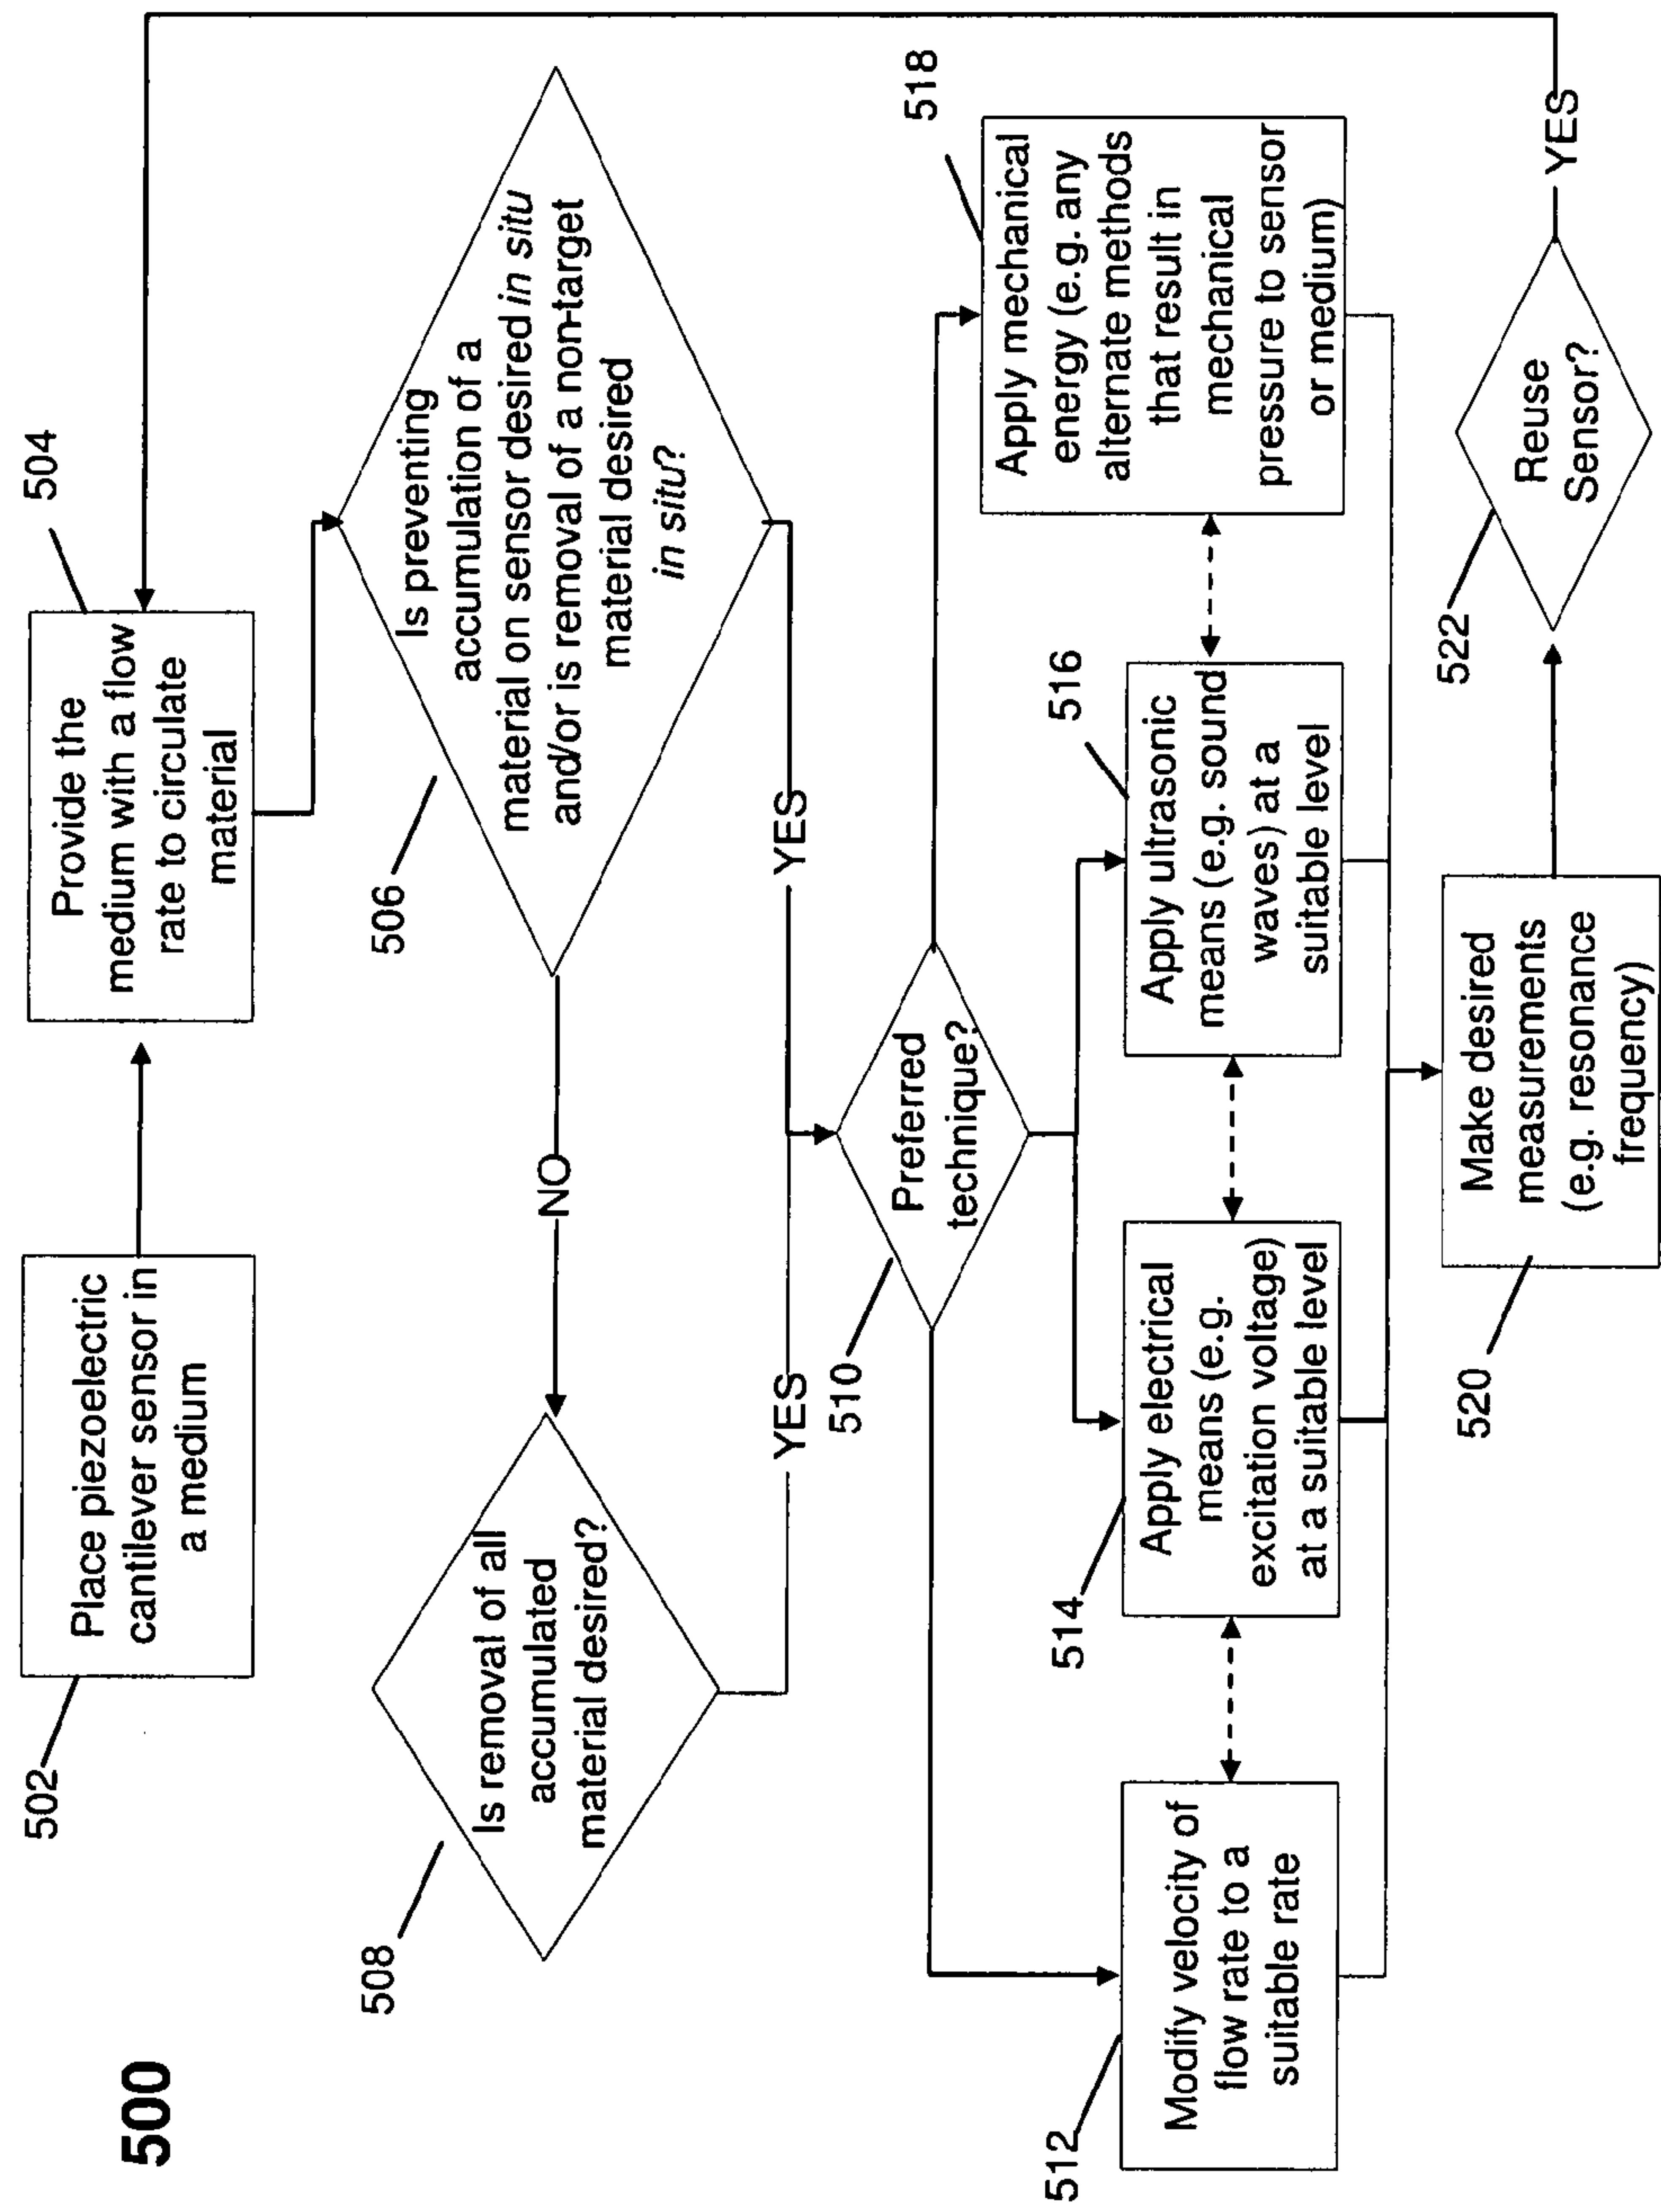 500
502
Place piezoelectric
cantilever sensor in
a medium
504
Provide the
medium with a flow
rate to circulate
material
506
Is preventing
accumulation of a
material on sensor desired in situ
and/or is removal of a non-target
material desired
in situ?
NO
508
Is removal of all
accumulated
material desired?
YES
YES
510
Preferred
technique?
512
Modify velocity of
flow rate to a
suitable rate
514
Apply electrical
means (e.g.
excitation voltage)
at a suitable level
516
Apply ultrasonic
means (e.g. sound
waves) at a
suitable level
518
Apply mechanical
energy (e.g. any
alternate methods
that result in
mechanical
pressure to sensor
or medium)
520
Make desired
measurements
(e.g. resonance
frequency)
522
Reuse
Sensor?
YES